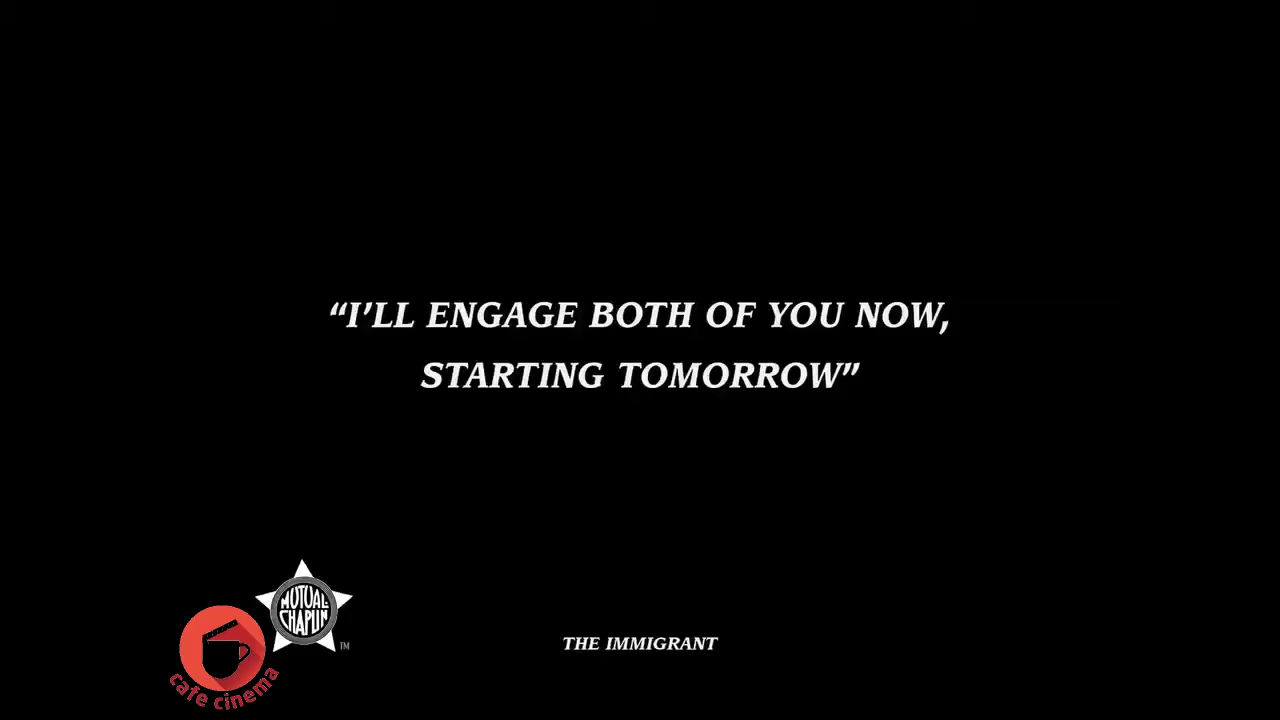 “I’LL ENGAGE BOTH OF YOU NOW,
STARTING TOMORROW”
MUTUAL-
CHAPLIN
TM
cafe cinema
THE IMMIGRANT